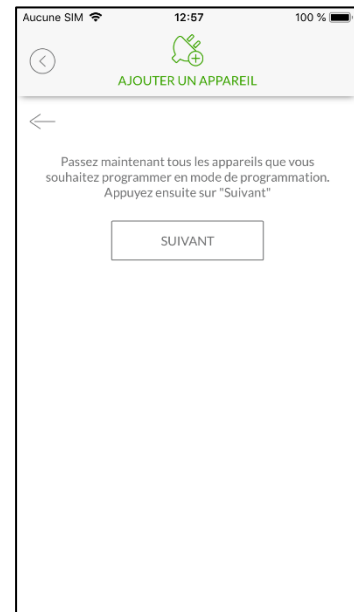 Aucune SIM 12:57 100 %
AJOUTER UN APPAREIL
Passez maintenant tous les appareils que vous
souhaitez programmer en mode de programmation.
Appuyez ensuite sur "Suivant"
SUIVANT